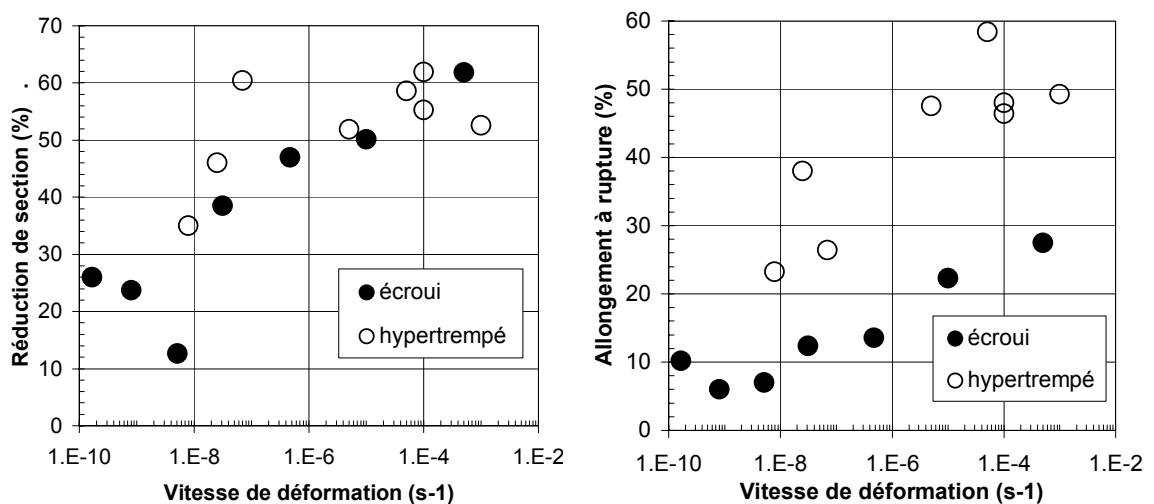 Réduction de section (%)
70
60
50
40
30
20
10
0
1.E-10 1.E-8 1.E-6 1.E-4 1.E-2
Vitesse de déformation (s-1)
écroui
hypertrempé
Allongement à rupture (%)
60
50
40
30
20
10
0
1.E-10 1.E-8 1.E-6 1.E-4 1.E-2
Vitesse de déformation (s-1)
écroui
hypertrempé